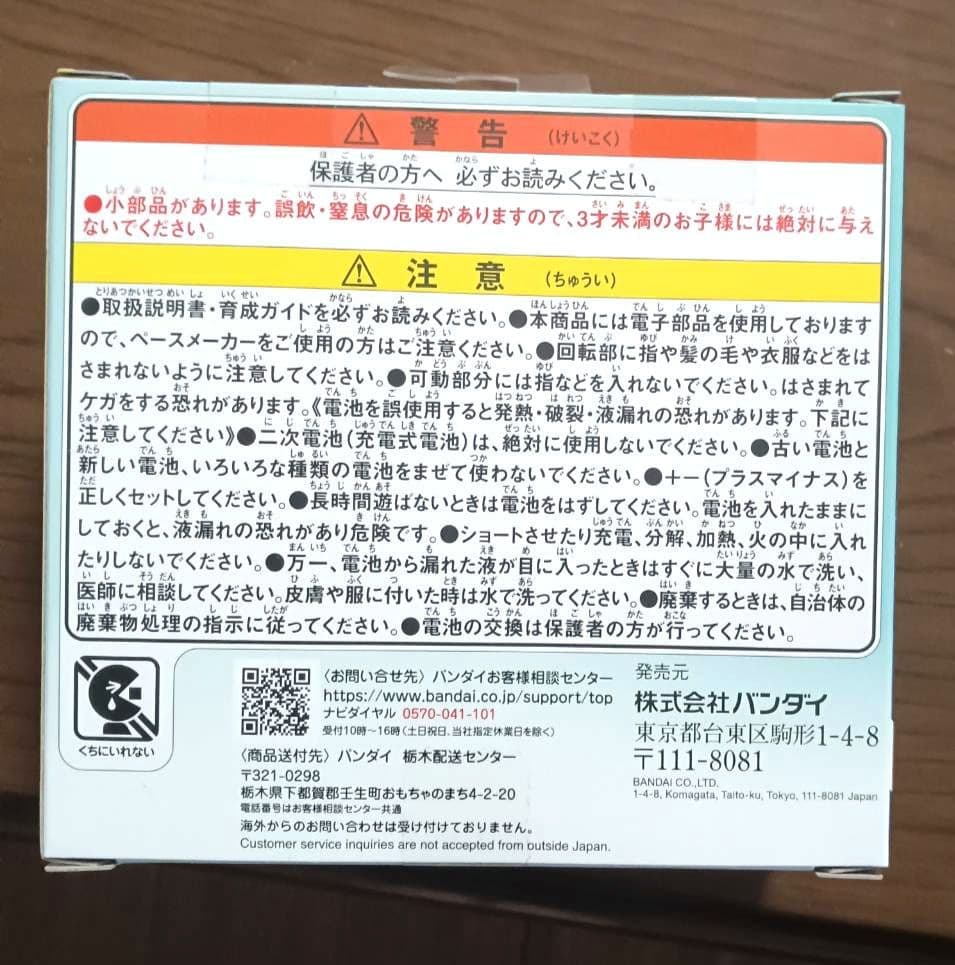 警告 (けいこく)
保護者の方へ 必ずお読みください。
●小部品があります。誤飲・窒息の危険がありますので、3才未満のお子様には絶対に与え
ないでください。
注意 (ちゅうい)
●取扱説明書・育成ガイドを必ずお読みください。●本商品には電子部品を使用しております
ので、ペースメーカーをご使用の方はご注意ください。●回転部に指や髪の毛や衣服などをは
さまれないように注意してください。●可動部分には指などを入れないでください。はさまれて
ケガをする恐れがあります。《電池を誤使用すると発熱・破裂・液漏れの恐れがあります。下記に
注意してください》●二次電池(充電式電池)は、絶対に使用しないでください。●古い電池と
新しい電池、いろいろな種類の電池をまぜて使わないでください。●+−(プラスマイナス)を
正しくセットしてください。●長時間遊ばないときは電池をはずしてください。電池を入れたままに
しておくと、液漏れの恐れがあり危険です。●ショートさせたり充電、分解、加熱、火の中に入れ
たりしないでください。●万一、電池から漏れた液が目に入ったときはすぐに大量の水で洗い、
医師に相談してください。皮膚や服に付いた時は水で洗ってください。●廃棄するときは、自治体の
廃棄物処理の指示に従ってください。●電池の交換は保護者の方が行ってください。
くちにいれない
〈お問い合せ先〉バンダイお客様相談センター
https://www.bandai.co.jp/support/top
ナビダイヤル 0570-041-101
受付10時〜16時(土日祝日、当社指定休業日を除く)
〈商品送付先〉バンダイ 栃木配送センター
〒321-0298
栃木県下都賀郡壬生町おもちゃのまち4-2-20
電話番号はお客様相談センター共通
海外からのお問い合わせは受け付けておりません。
Customer service inquiries are not accepted from outside Japan.
発売元
株式会社バンダイ
東京都台東区駒形1-4-8
〒111-8081
BANDAI CO.,LTD.
1-4-8, Komagata, Taito-ku, Tokyo, 111-8081 Japan